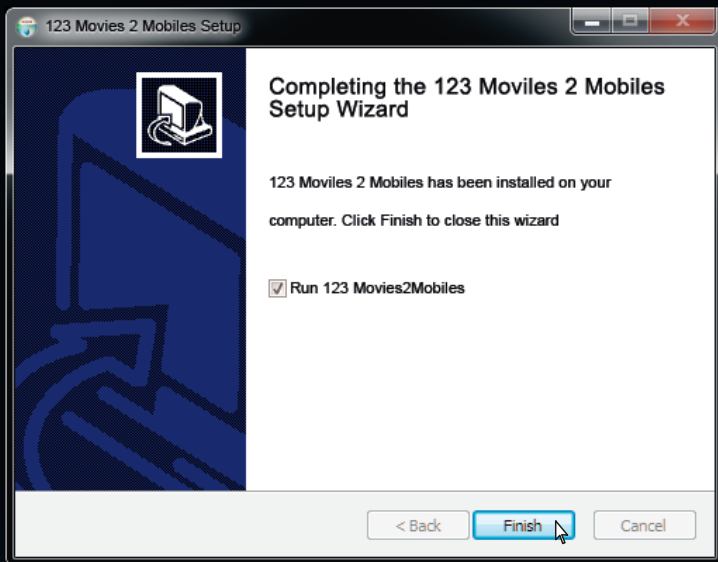 123 Movies 2 Mobiles Setup
Completing the 123 Moviles 2 Mobiles
Setup Wizard
123 Moviles 2 Mobiles has been installed on your
computer. Click Finish to close this wizard
Run 123 Movies2Mobiles
< Back Finish Cancel